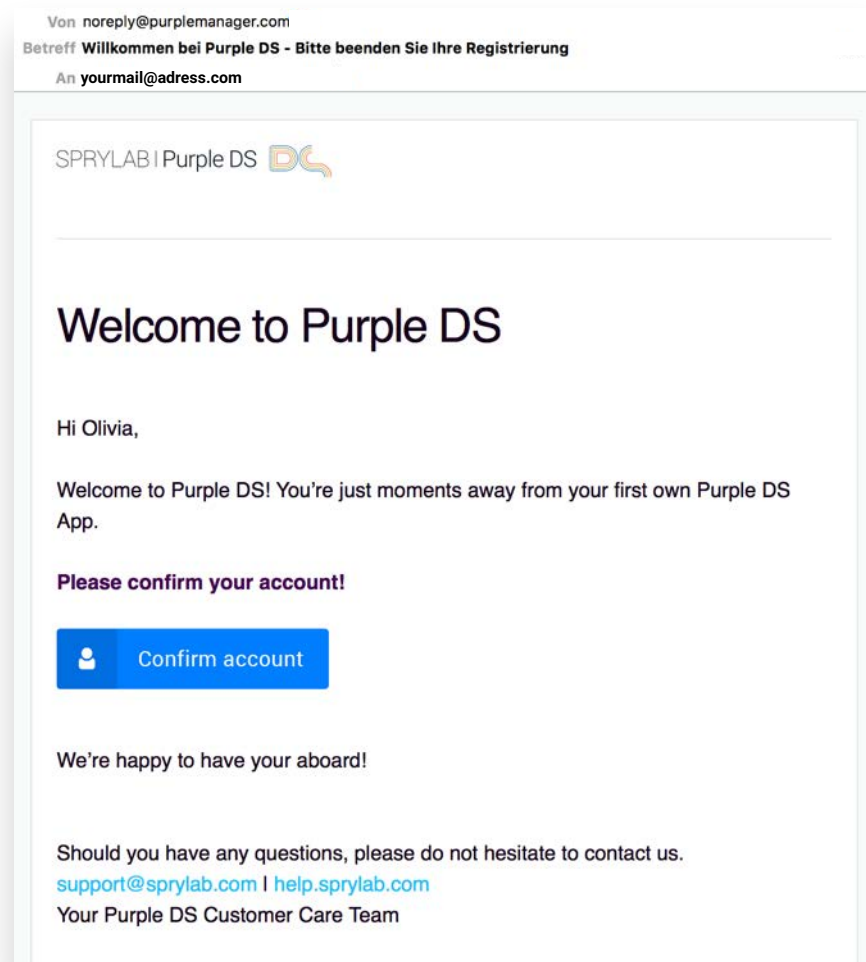 Von noreply@purplemanager.com
Betreff Willkommen bei Purple DS - Bitte beenden Sie Ihre Registrierung
An yourmail@adress.com
SPRYLAB | Purple DS DS
Welcome to Purple DS
Hi Olivia,
Welcome to Purple DS! You're just moments away from your first own Purple DS
App.
Please confirm your account!
Confirm account
We're happy to have your aboard!
Should you have any questions, please do not hesitate to contact us.
support@sprylab.com | help.sprylab.com
Your Purple DS Customer Care Team